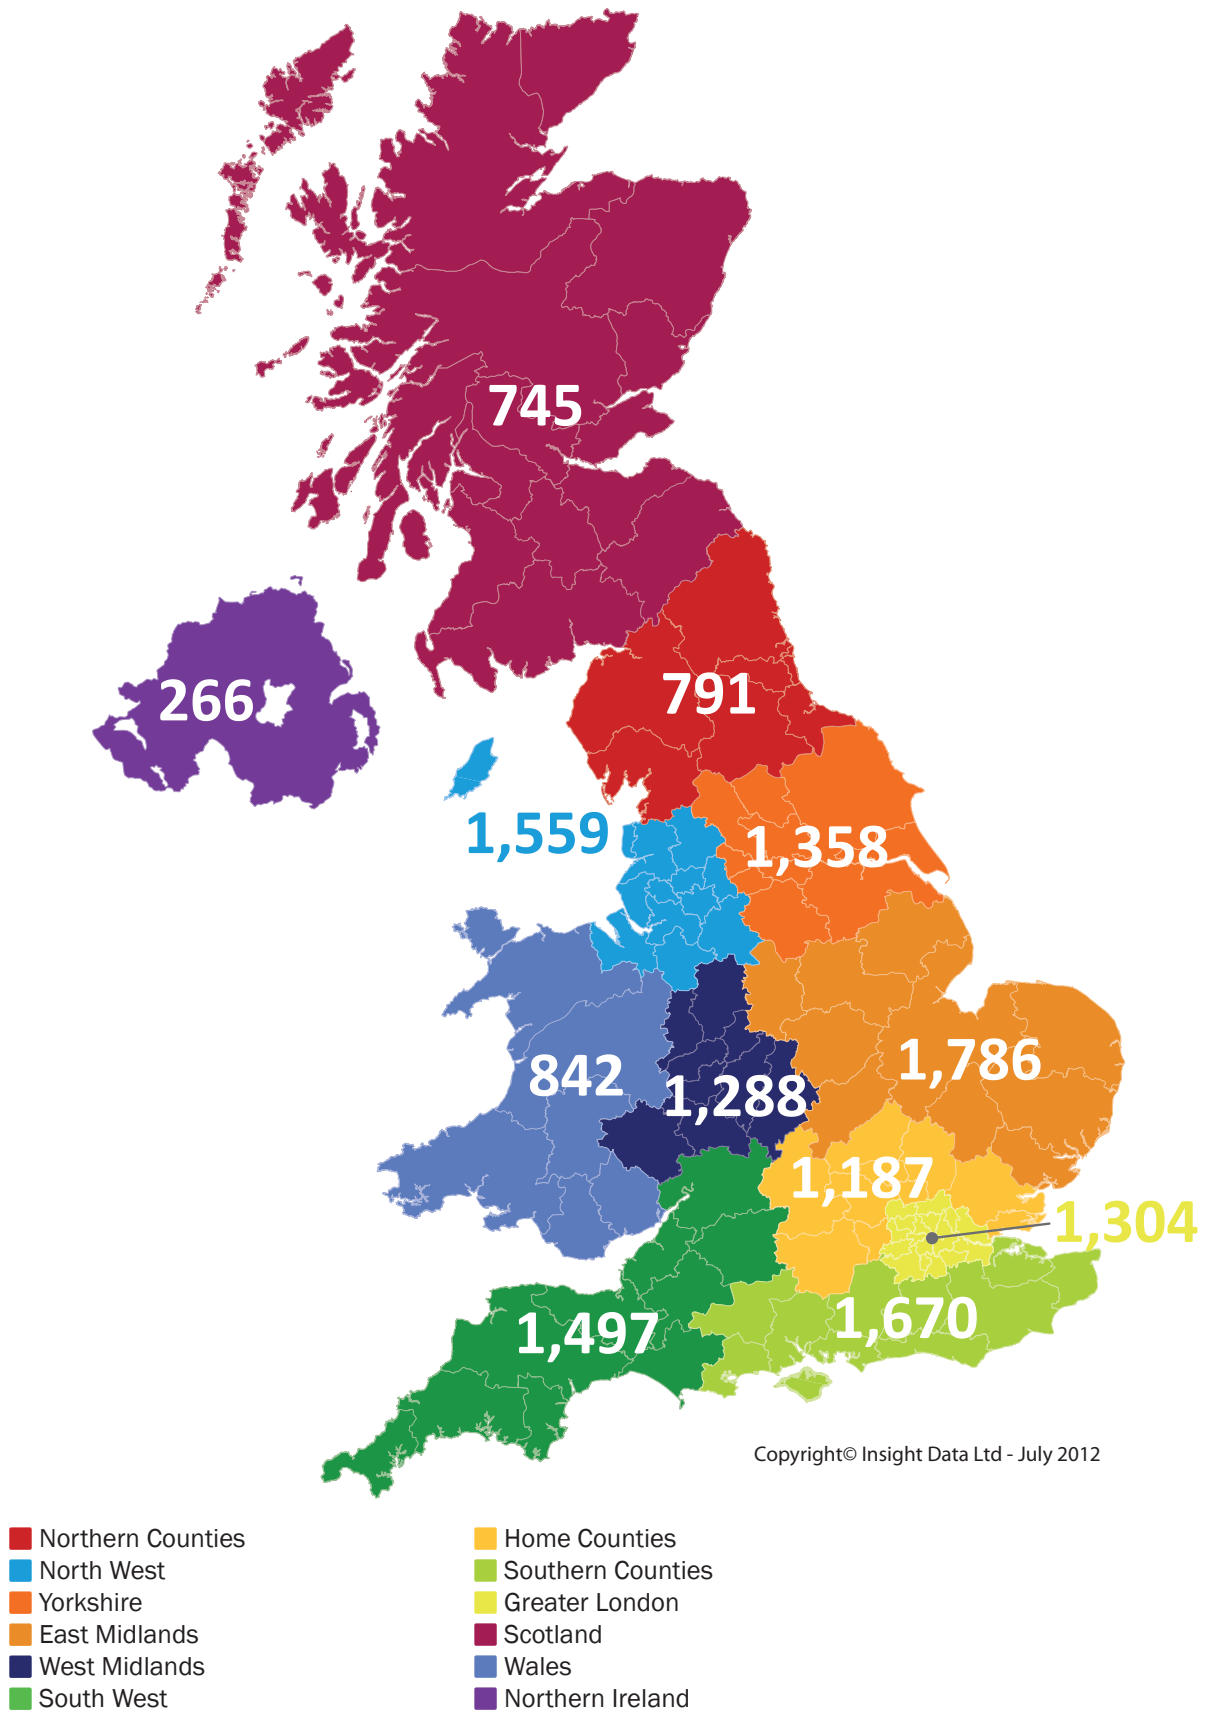 745
791
266
1,559
1,358
1,786
842
1,288
1,187
1,304
1,670
1,497
Copyright© Insight Data Ltd - July 2012
Northern Counties
North West
Yorkshire
East Midlands
West Midlands
South West
Home Counties
Southern Counties
Greater London
Scotland
Wales
Northern Ireland